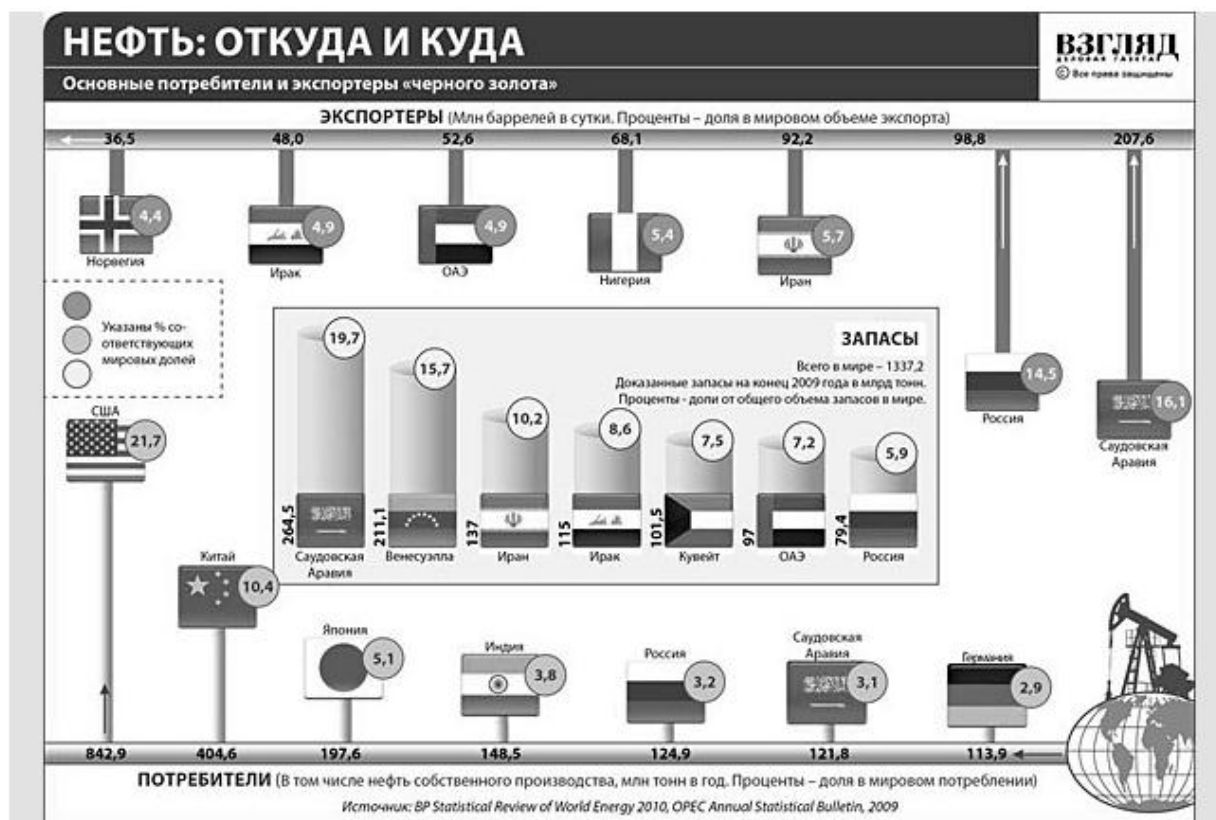 НЕФТЬ: ОТКУДА И КУДА
Основные потребители и экспортеры «черного золота»
ВЗГЛЯД
ДЕЛОВАЯ ГАЗЕТА
© Все права защищены
ЭКСПОРТЕРЫ (Млн баррелей в сутки. Проценты – доля в мировом объеме экспорта)
36,5 48,0 52,6 68,1 92,2 98,8 207,6
4,4 4,9 4,9 5,4 5,7
Норвегия Ирак ОАЭ Нигерия Иран
14,5 16,1
Россия Саудовская
Аравия
Указаны % со-
ответствующих
мировых долей
ЗАПАСЫ
Всего в мире – 1337,2
Доказанные запасы на конец 2009 года в млрд тонн.
Проценты - доли от общего объема запасов в мире.
19,7 15,7 10,2 8,6 7,5 7,2 5,9
264,5 211,1 137 115 101,5 97 79,4
Саудовская Венесуэлла Иран Ирак Кувейт ОАЭ Россия
Аравия
США
21,7
Китай
10,4
Япония
5,1
Индия
3,8
Россия
3,2
Саудовская
Аравия
3,1
Германия
2,9
842,9 404,6 197,6 148,5 124,9 121,8 113,9
ПОТРЕБИТЕЛИ (В том числе нефть собственного производства, млн тонн в год. Проценты – доля в мировом потреблении)
Источник: BP Statistical Review of World Energy 2010, OPEC Annual Statistical Bulletin, 2009